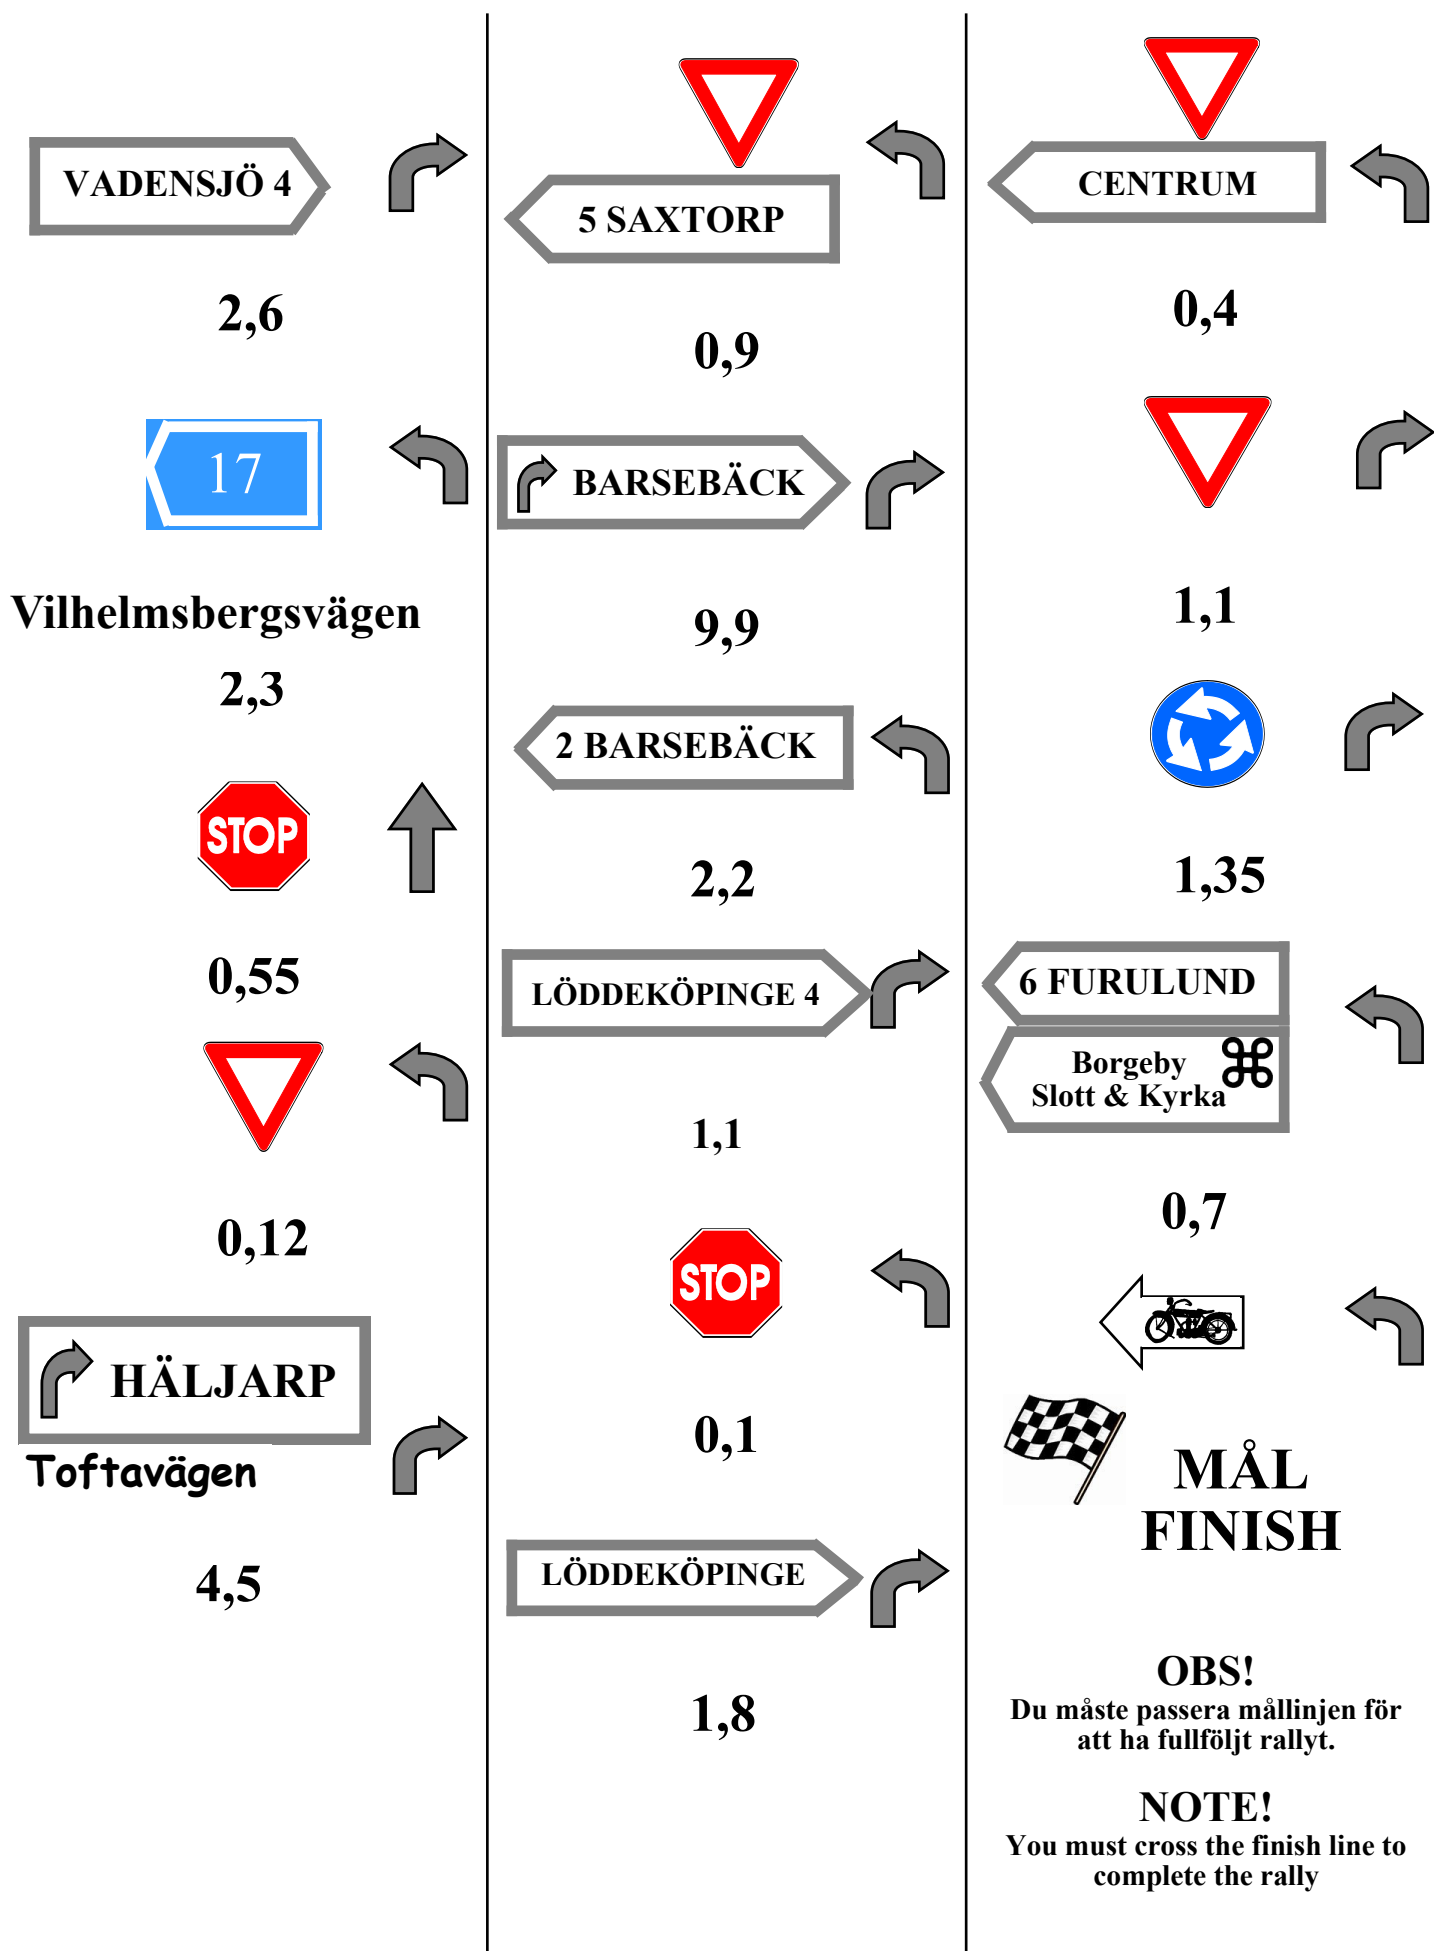 VADENSJÖ 4
2,6
17
Vilhelmsbergsvägen
2,3
STOP
0,55
0,12
HÄLJARP
Toftavägen
4,5
5 SAXTORP
0,9
BARSEBÄCK
9,9
2 BARSEBÄCK
2,2
LÖDDEKÖPINGE 4
1,1
STOP
0,1
LÖDDEKÖPINGE
1,8
CENTRUM
0,4
1,1
1,35
6 FURULUND
Borgeby
Slott & Kyrka
0,7
MÅL
FINISH
OBS!
Du måste passera mållinjen för
att ha fullföljt rallyt.
NOTE!
You must cross the finish line to
complete the rally